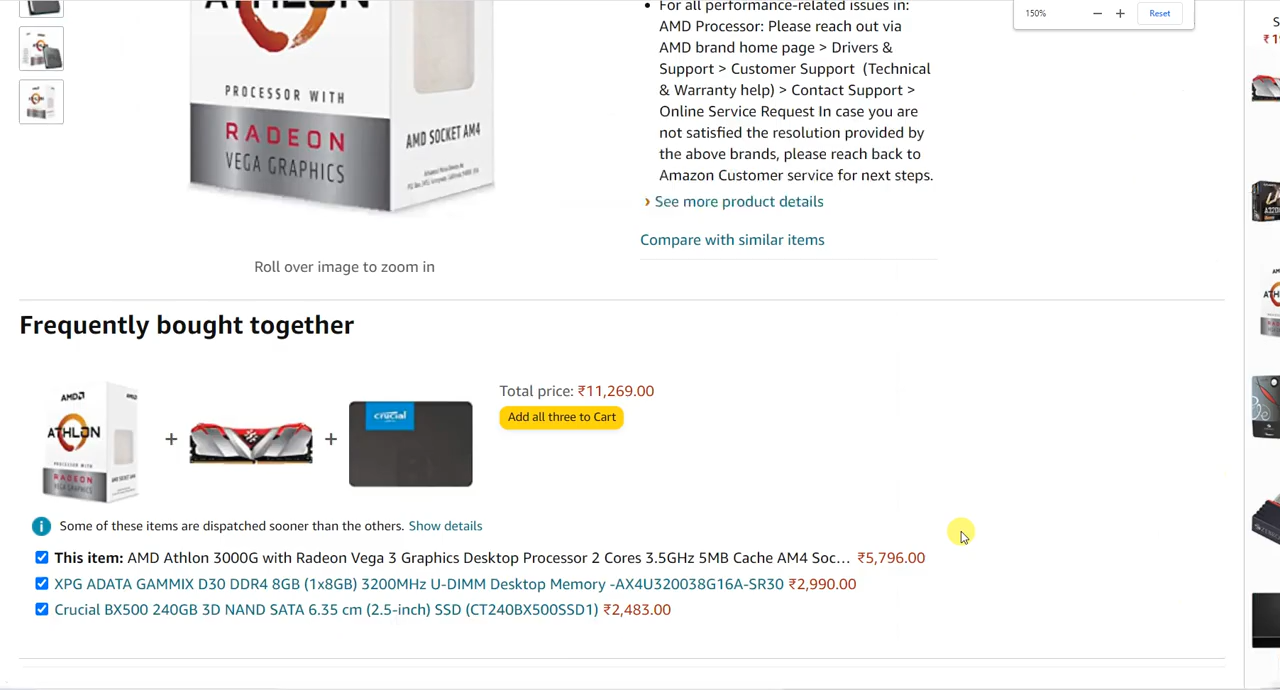 For all performance-related issues in:
AMD Processor: Please reach out via
AMD brand home page > Drivers &
Support > Customer Support (Technical
& Warranty help) > Contact Support >
Online Service Request In case you are
not satisfied the resolution provided by
the above brands, please reach back to
Amazon Customer service for next steps.
› See more product details
Compare with similar items
150%
− + Reset
ATHLON
PROCESSOR WITH
RADEON
VEGA GRAPHICS
AMD SOCKET AM4
Roll over image to zoom in
Frequently bought together
AMD
ATHLON
PROCESSOR WITH
RADEON
VEGA GRAPHICS
+
+
crucial
Total price: ₹11,269.00
Add all three to Cart
i Some of these items are dispatched sooner than the others. Show details
This item: AMD Athlon 3000G with Radeon Vega 3 Graphics Desktop Processor 2 Cores 3.5GHz 5MB Cache AM4 Soc... ₹5,796.00
XPG ADATA GAMMIX D30 DDR4 8GB (1x8GB) 3200MHz U-DIMM Desktop Memory -AX4U320038G16A-SR30 ₹2,990.00
Crucial BX500 240GB 3D NAND SATA 6.35 cm (2.5-inch) SSD (CT240BX500SSD1) ₹2,483.00